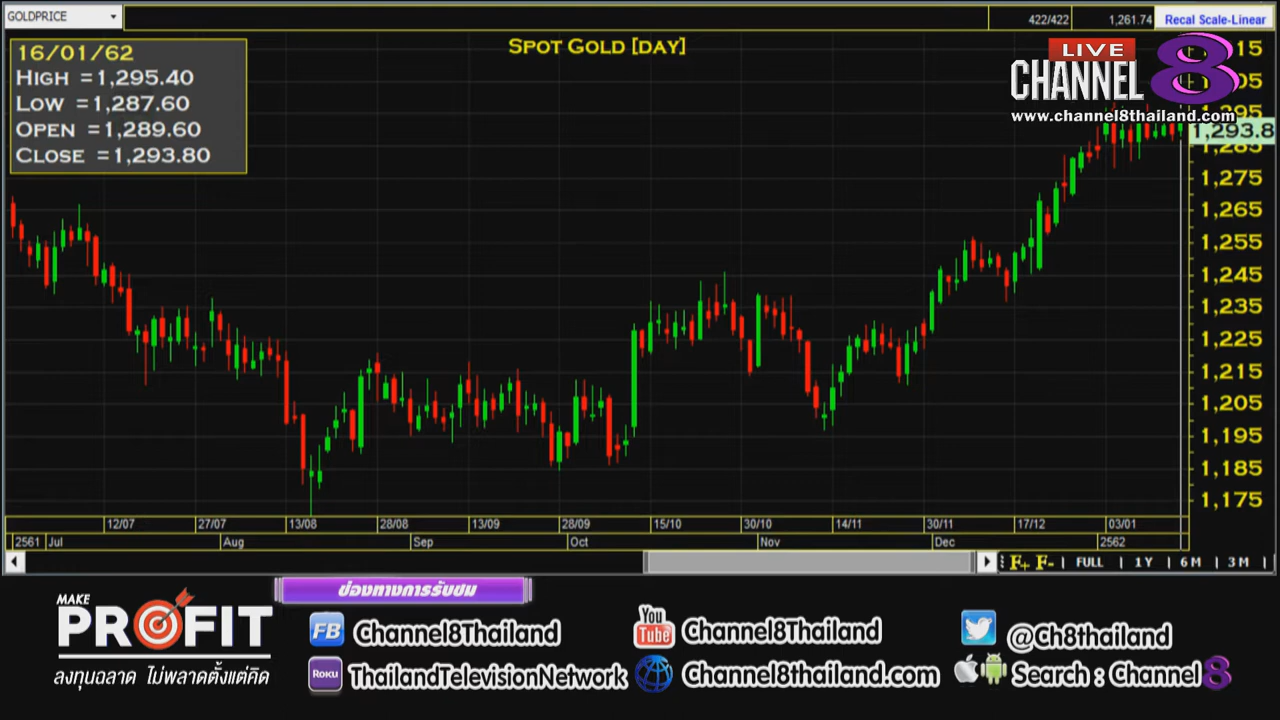 GOLDPRICE
422/422
1,261.74
Recal Scale-Linear
16/01/62
HIGH =1,295.40
LOW =1,287.60
OPEN =1,289.60
CLOSE =1,293.80
SPOT GOLD [DAY]
LIVE
CHANNEL 8
www.channel8thailand.com
1,293.8
1,285
1,275
1,265
1,255
1,245
1,235
1,225
1,215
1,205
1,195
1,185
1,175
12/07 27/07 13/08 28/08 13/09 28/09 15/10 30/10 14/11 30/11 17/12 03/01
2561 Jul Aug Sep Oct Nov Dec 2562
F+ F- | FULL | 1Y | 6M | 3M |
MAKE
PROFIT
ลงทุนฉลาด ไม่พลาดตั้งแต่คิด
ช่องทางการรับชม
FB Channel8Thailand
You Tube Channel8Thailand
@Ch8thailand
ROKU ThailandTelevisionNetwork
Channel8thailand.com
Search : Channel 8